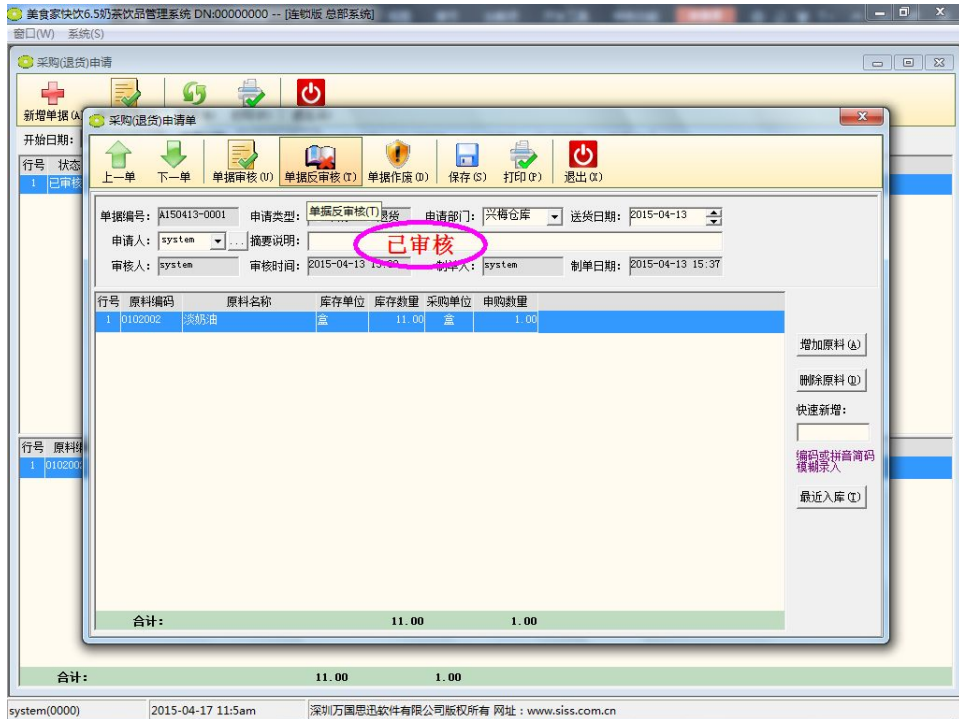 美食家快饮6.5奶茶饮品管理系统 DN:00000000 -- [连锁版 总部系统]
窗口(W) 系统(S)
采购(退货)申请
新增单据(A)
采购(退货)申请单
开始日期:
上一单 下一单 单据审核(U) 单据反审核(T) 单据作废(D) 保存(S) 打印(P) 退出(X)
行号 状态
1 已审核
单据编号: A150413-0001 申请类型: 单据反审核(T) 退货 申请部门: 兴梅仓库 送货日期: 2015-04-13
申请人: system ... 摘要说明: 已审核
审核人: system 审核时间: 2015-04-13 制单人: system 制单日期: 2015-04-13 15:37
行号 原料编码 原料名称 库存单位 库存数量 采购单位 申购数量
1 0102002 淡奶油 盒 11.00 盒 1.00
增加原料(A)
删除原料(D)
快速新增:
编码或拼音简码
模糊录入
最近入库(T)
行号 原料编
1 010200
合计: 11.00 1.00
合计: 11.00 1.00
system(0000) 2015-04-17 11:5am 深圳万国思迅软件有限公司版权所有 网址:www.siss.com.cn